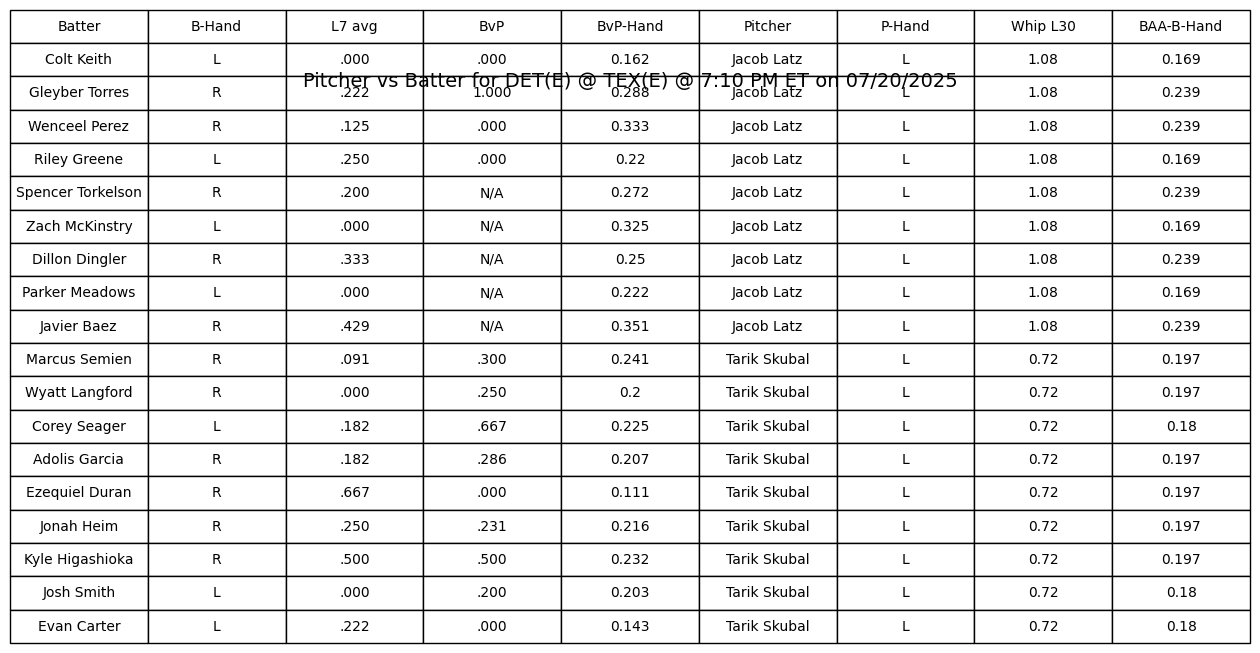 Batter B-Hand L7 avg BvP BvP-Hand Pitcher P-Hand Whip L30 BAA-B-Hand
Colt Keith L .000 .000 0.162 Jacob Latz L 1.08 0.169
Pitcher vs Batter for DET(E) @ TEX(E) @ 7:10 PM ET on 07/20/2025
Gleyber Torres R .222 1.000 0.288 Jacob Latz L 1.08 0.239
Wenceel Perez R .125 .000 0.333 Jacob Latz L 1.08 0.239
Riley Greene L .250 .000 0.22 Jacob Latz L 1.08 0.169
Spencer Torkelson R .200 N/A 0.272 Jacob Latz L 1.08 0.239
Zach McKinstry L .000 N/A 0.325 Jacob Latz L 1.08 0.169
Dillon Dingler R .333 N/A 0.25 Jacob Latz L 1.08 0.239
Parker Meadows L .000 N/A 0.222 Jacob Latz L 1.08 0.169
Javier Baez R .429 N/A 0.351 Jacob Latz L 1.08 0.239
Marcus Semien R .091 .300 0.241 Tarik Skubal L 0.72 0.197
Wyatt Langford R .000 .250 0.2 Tarik Skubal L 0.72 0.197
Corey Seager L .182 .667 0.225 Tarik Skubal L 0.72 0.18
Adolis Garcia R .182 .286 0.207 Tarik Skubal L 0.72 0.197
Ezequiel Duran R .667 .000 0.111 Tarik Skubal L 0.72 0.197
Jonah Heim R .250 .231 0.216 Tarik Skubal L 0.72 0.197
Kyle Higashioka R .500 .500 0.232 Tarik Skubal L 0.72 0.197
Josh Smith L .000 .200 0.203 Tarik Skubal L 0.72 0.18
Evan Carter L .222 .000 0.143 Tarik Skubal L 0.72 0.18